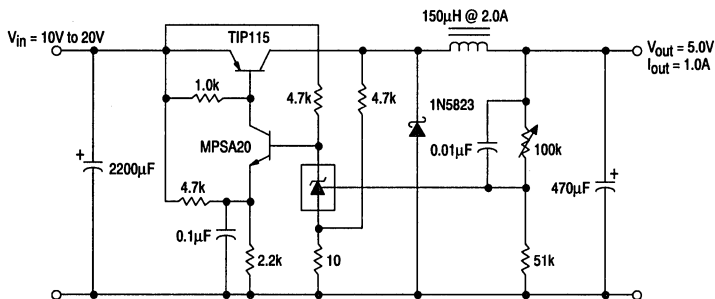 150μH @ 2.0A
Vin = 10V to 20V
TIP115
Vout = 5.0V
Iout = 1.0A
1.0k
4.7k
4.7k
1N5823
MPSA20
0.01μF
100k
+
2200μF
+
470μF
4.7k
0.1μF
2.2k
10
51k